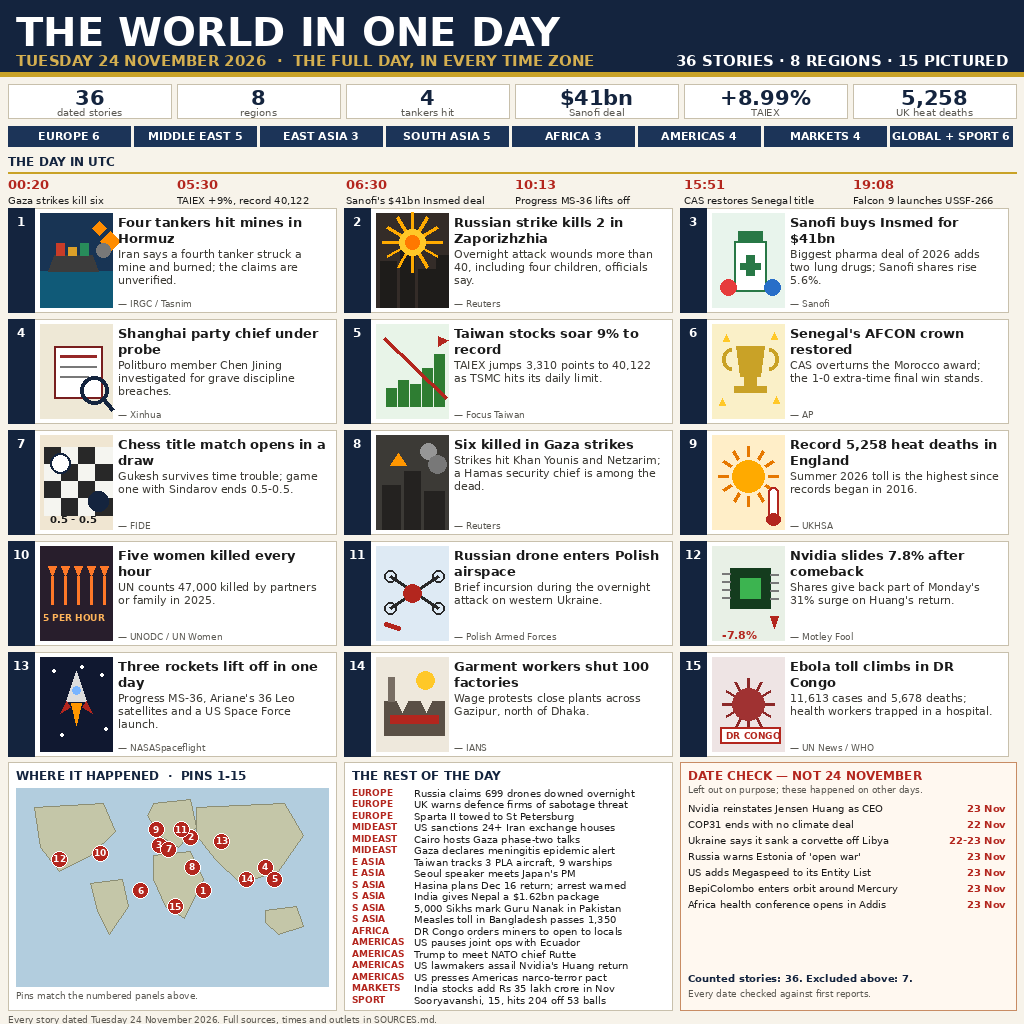 THE WORLD IN ONE DAY
TUESDAY 24 NOVEMBER 2026 · THE FULL DAY, IN EVERY TIME ZONE
36 STORIES · 8 REGIONS · 15 PICTURED
36
dated stories
8
regions
4
tankers hit
$41bn
Sanofi deal
+8.99%
TAIEX
5,258
UK heat deaths
EUROPE 6
MIDDLE EAST 5
EAST ASIA 3
SOUTH ASIA 5
AFRICA 3
AMERICAS 4
MARKETS 4
GLOBAL + SPORT 6
THE DAY IN UTC
00:20
Gaza strikes kill six
05:30
TAIEX +9%, record 40,122
06:30
Sanofi's $41bn Insmed deal
10:13
Progress MS-36 lifts off
15:51
CAS restores Senegal title
19:08
Falcon 9 launches USSF-266
1
Four tankers hit mines in
Hormuz
Iran says a fourth tanker struck a
mine and burned; the claims are
unverified.
— IRGC / Tasnim
2
Russian strike kills 2 in
Zaporizhzhia
Overnight attack wounds more than
40, including four children, officials
say.
— Reuters
3
Sanofi buys Insmed for
$41bn
Biggest pharma deal of 2026 adds
two lung drugs; Sanofi shares rise
5.6%.
— Sanofi
4
Shanghai party chief under
probe
Politburo member Chen Jining
investigated for grave discipline
breaches.
— Xinhua
5
Taiwan stocks soar 9% to
record
TAIEX jumps 3,310 points to 40,122
as TSMC hits its daily limit.
— Focus Taiwan
6
Senegal's AFCON crown
restored
CAS overturns the Morocco award;
the 1-0 extra-time final win stands.
— AP
7
0.5 - 0.5
Chess title match opens in a
draw
Gukesh survives time trouble; game
one with Sindarov ends 0.5-0.5.
— FIDE
8
Six killed in Gaza strikes
Strikes hit Khan Younis and Netzarim;
a Hamas security chief is among the
dead.
— Reuters
9
Record 5,258 heat deaths in
England
Summer 2026 toll is the highest since
records began in 2016.
— UKHSA
10
5 PER HOUR
Five women killed every
hour
UN counts 47,000 killed by partners
or family in 2025.
— UNODC / UN Women
11
Russian drone enters Polish
airspace
Brief incursion during the overnight
attack on western Ukraine.
— Polish Armed Forces
12
-7.8%
Nvidia slides 7.8% after
comeback
Shares give back part of Monday's
31% surge on Huang's return.
— Motley Fool
13
Three rockets lift off in one
day
Progress MS-36, Ariane's 36 Leo
satellites and a US Space Force
launch.
— NASASpaceflight
14
Garment workers shut 100
factories
Wage protests close plants across
Gazipur, north of Dhaka.
— IANS
15
DR CONGO
Ebola toll climbs in DR
Congo
11,613 cases and 5,678 deaths;
health workers trapped in a hospital.
— UN News / WHO
WHERE IT HAPPENED · PINS 1-15
9
11
2
3
7
13
12
10
8
4
14
5
6
1
15
Pins match the numbered panels above.
THE REST OF THE DAY
EUROPE Russia claims 699 drones downed overnight
EUROPE UK warns defence firms of sabotage threat
EUROPE Sparta II towed to St Petersburg
MIDEAST US sanctions 24+ Iran exchange houses
MIDEAST Cairo hosts Gaza phase-two talks
MIDEAST Gaza declares meningitis epidemic alert
E ASIA Taiwan tracks 3 PLA aircraft, 9 warships
E ASIA Seoul speaker meets Japan's PM
S ASIA Hasina plans Dec 16 return; arrest warned
S ASIA India gives Nepal a $1.62bn package
S ASIA 5,000 Sikhs mark Guru Nanak in Pakistan
S ASIA Measles toll in Bangladesh passes 1,350
AFRICA DR Congo orders miners to open to locals
AMERICAS US pauses joint ops with Ecuador
AMERICAS Trump to meet NATO chief Rutte
AMERICAS US lawmakers assail Nvidia's Huang return
AMERICAS US presses Americas narco-terror pact
MARKETS India stocks add Rs 35 lakh crore in Nov
SPORT Sooryavanshi, 15, hits 204 off 53 balls
DATE CHECK — NOT 24 NOVEMBER
Left out on purpose; these happened on other days.
Nvidia reinstates Jensen Huang as CEO 23 Nov
COP31 ends with no climate deal 22 Nov
Ukraine says it sank a corvette off Libya 22-23 Nov
Russia warns Estonia of 'open war' 23 Nov
US adds Megaspeed to its Entity List 23 Nov
BepiColombo enters orbit around Mercury 23 Nov
Africa health conference opens in Addis 23 Nov
Counted stories: 36. Excluded above: 7.
Every date checked against first reports.
Every story dated Tuesday 24 November 2026. Full sources, times and outlets in SOURCES.md.